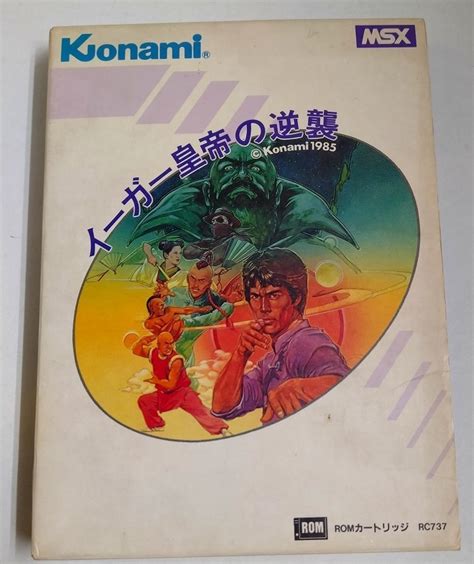 Konami®
MSX
イーガー皇帝の逆襲
©Konami 1985
ROM
ROMカートリッジ RC737